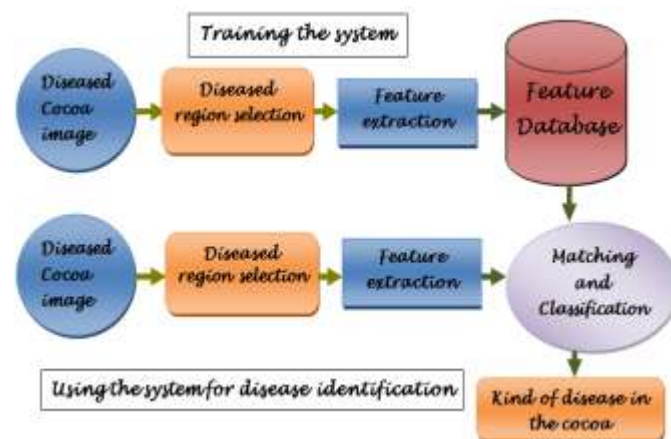 Training the system
Diseased
Cocoa
image
Diseased
region selection
Feature
extraction
Feature
Database
Diseased
Cocoa
image
Diseased
region selection
Feature
extraction
Matching
and
Classification
Using the system for disease identification
Kind of disease in
the cocoa